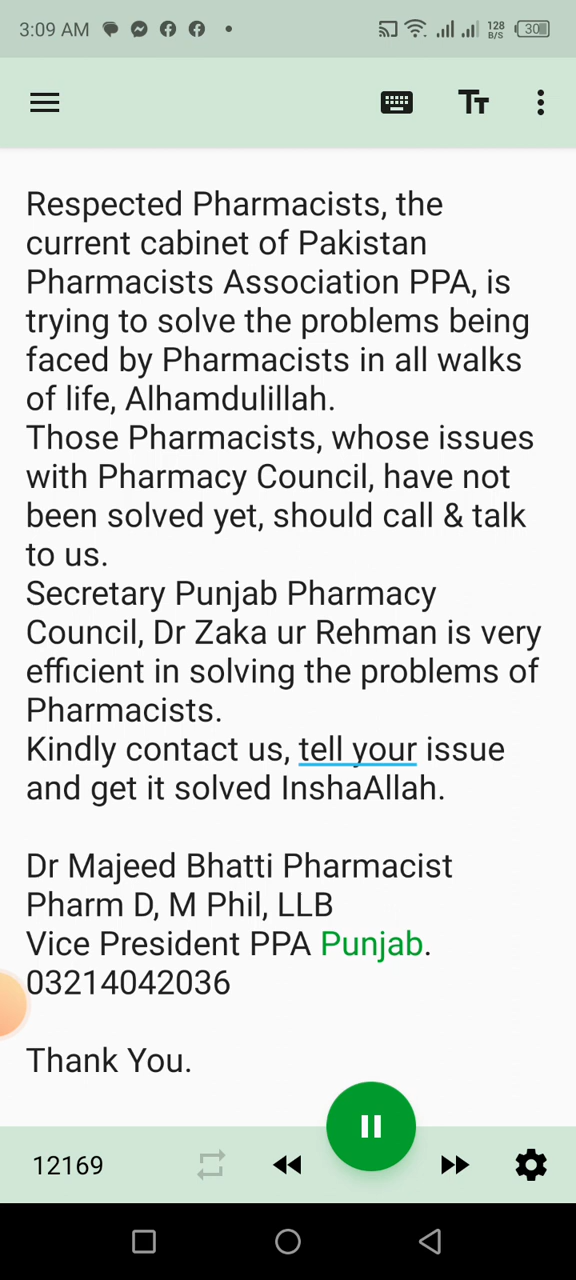 3:09 AM
128
B/S
30
TT
Respected Pharmacists, the
current cabinet of Pakistan
Pharmacists Association PPA, is
trying to solve the problems being
faced by Pharmacists in all walks
of life, Alhamdulillah.
Those Pharmacists, whose issues
with Pharmacy Council, have not
been solved yet, should call & talk
to us.
Secretary Punjab Pharmacy
Council, Dr Zaka ur Rehman is very
efficient in solving the problems of
Pharmacists.
Kindly contact us, tell your issue
and get it solved InshaAllah.
Dr Majeed Bhatti Pharmacist
Pharm D, M Phil, LLB
Vice President PPA Punjab.
03214042036
Thank You.
12169